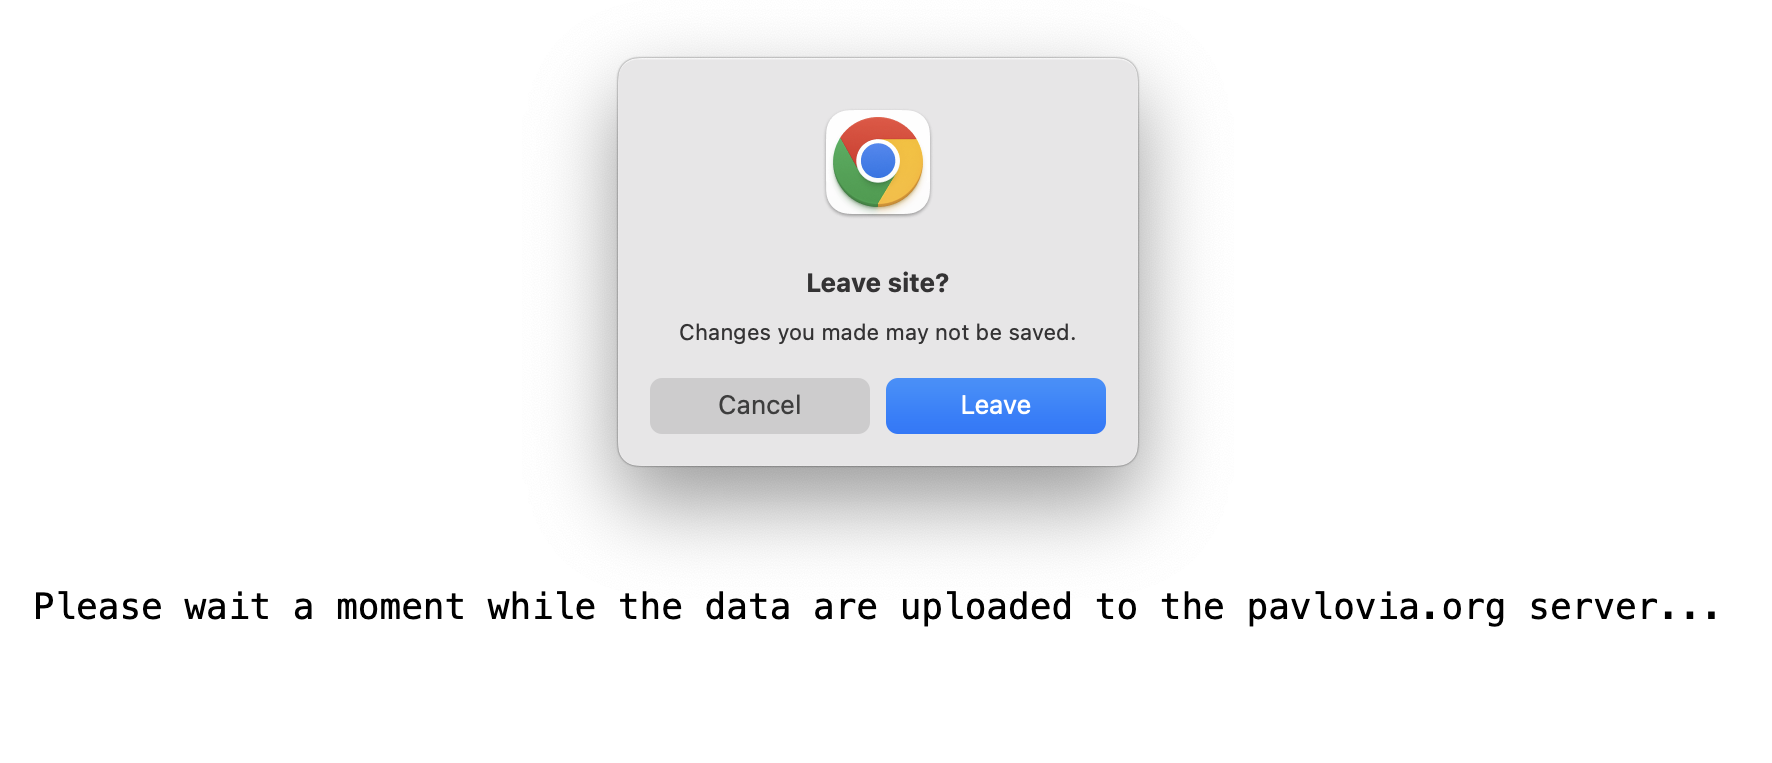 Leave site?
Changes you made may not be saved.
Cancel
Leave
Please wait a moment while the data are uploaded to the pavlovia.org server...